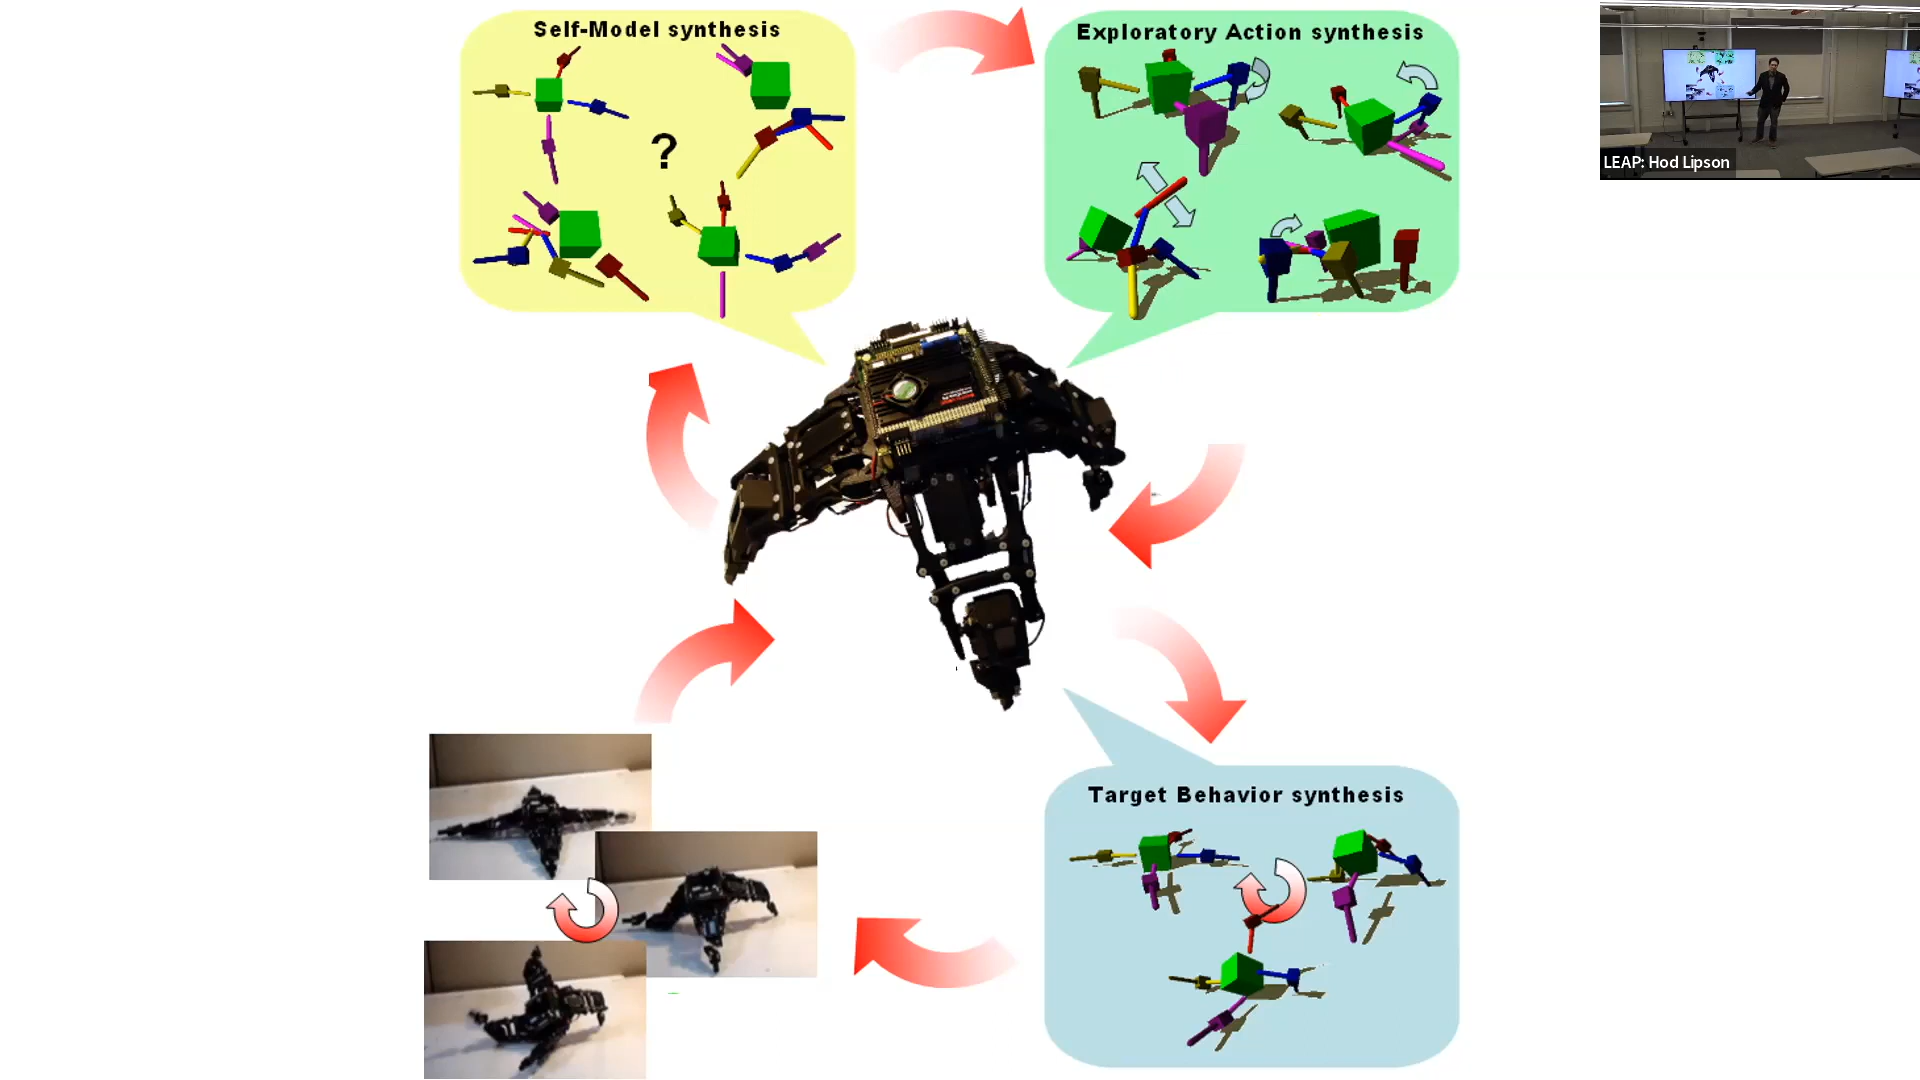 Self-Model synthesis
Exploratory Action synthesis
?
LEAP: Hod Lipson
Target Behavior synthesis